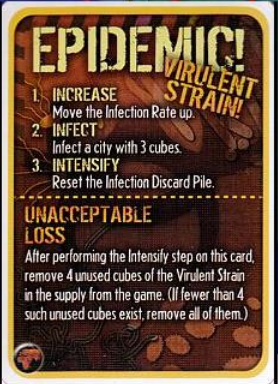 EPIDEMIC!
VIRULENT
STRAIN!
1. INCREASE
Move the Infection Rate up.
2. INFECT
Infect a city with 3 cubes.
3. INTENSIFY
Reset the Infection Discard Pile.
UNACCEPTABLE
LOSS
After performing the Intensify step on this card,
remove 4 unused cubes of the Virulent Strain
in the supply from the game. (If fewer than 4
such unused cubes exist, remove all of them.)